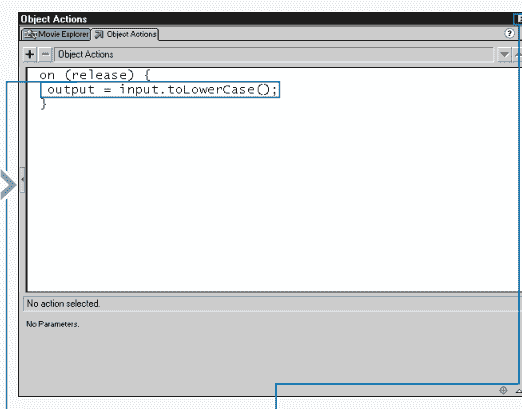 Object Actions
Movie Explorer Object Actions ?
+ − Object Actions
on (release) {
output = input.toLowerCase();
}
No action selected.
No Parameters.